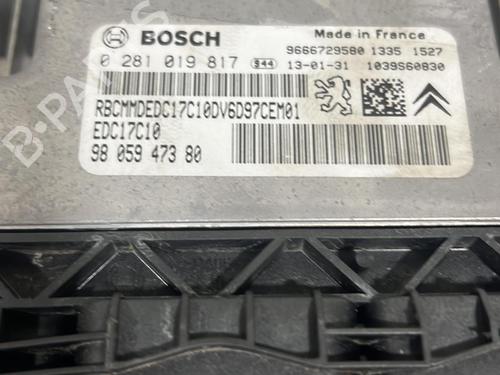 BOSCH
Made in France
9666729580 1335 1527
0 281 019 817 S44 13-01-31 1039S60830
RBCMMDEDC17C10DV6D97CEM01
EDC17C10
98 059 473 80